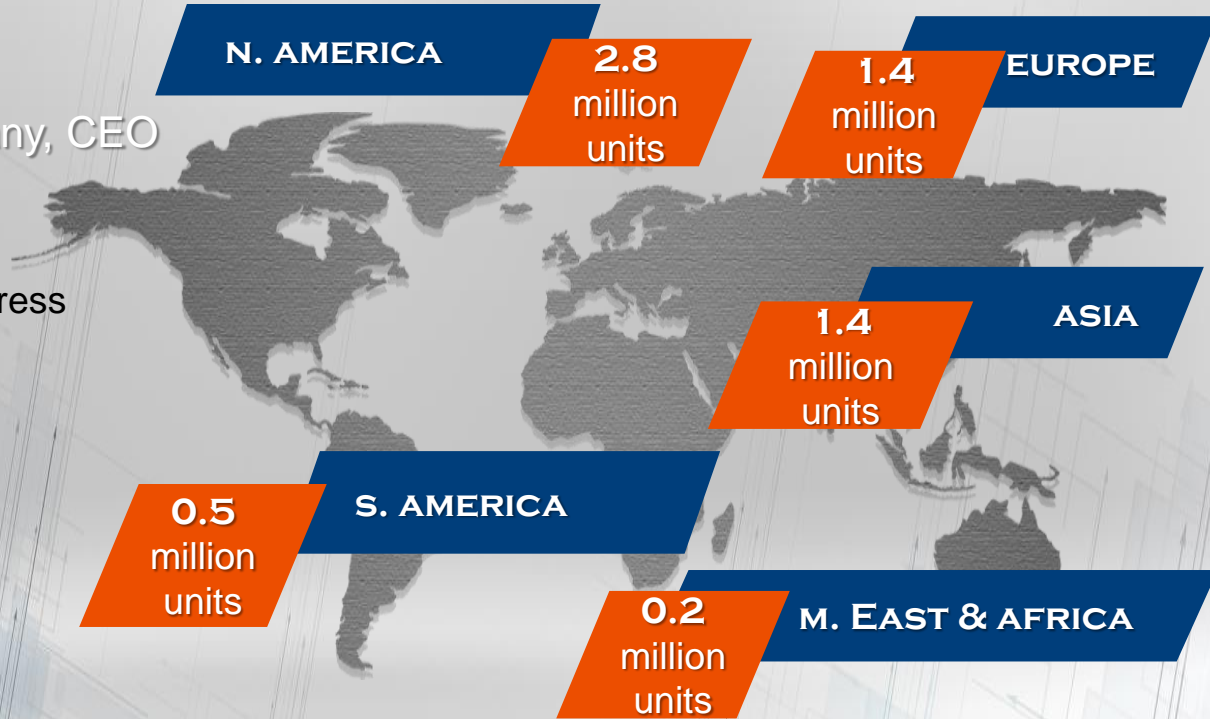 N. AMERICA
2.8
million
units
EUROPE
1.4
million
units
ny, CEO
ress
ASIA
1.4
million
units
S. AMERICA
0.5
million
units
M. EAST & AFRICA
0.2
million
units